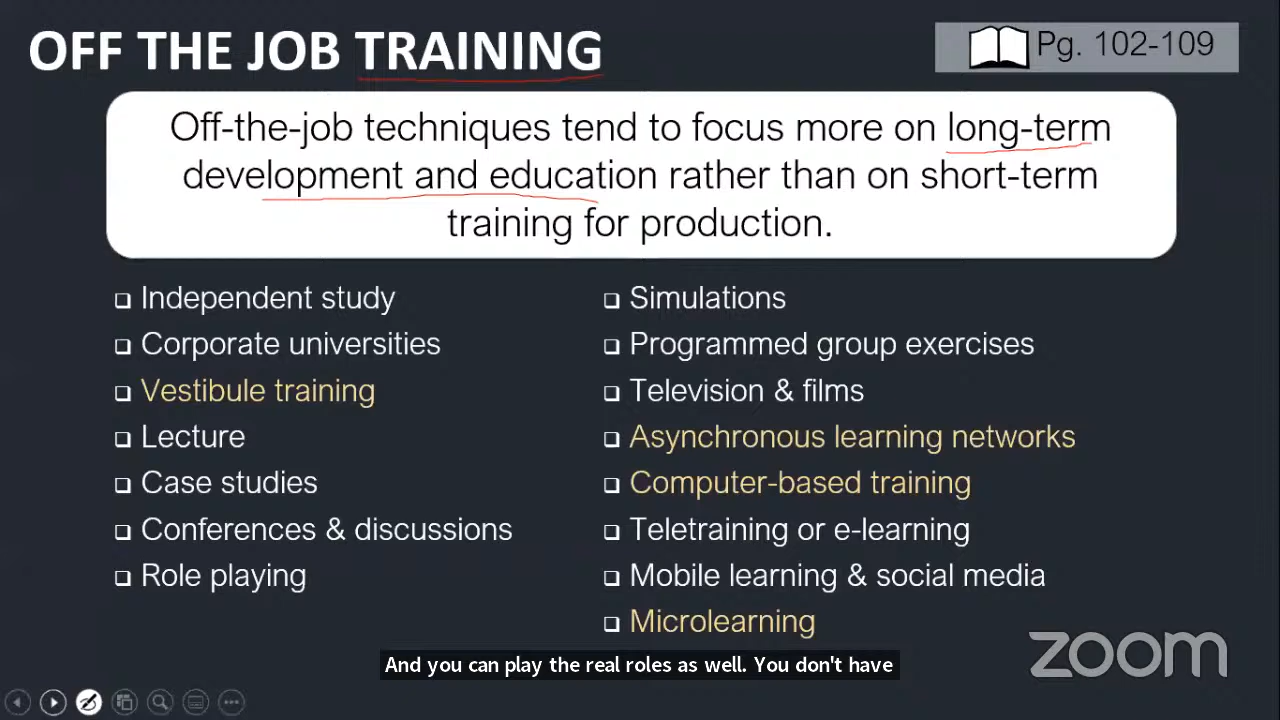 OFF THE JOB TRAINING
Pg. 102-109
Off-the-job techniques tend to focus more on long-term
development and education rather than on short-term
training for production.
Independent study
Corporate universities
Vestibule training
Lecture
Case studies
Conferences & discussions
Role playing
Simulations
Programmed group exercises
Television & films
Asynchronous learning networks
Computer-based training
Teletraining or e-learning
Mobile learning & social media
Microlearning
And you can play the real roles as well. You don't have
zoom